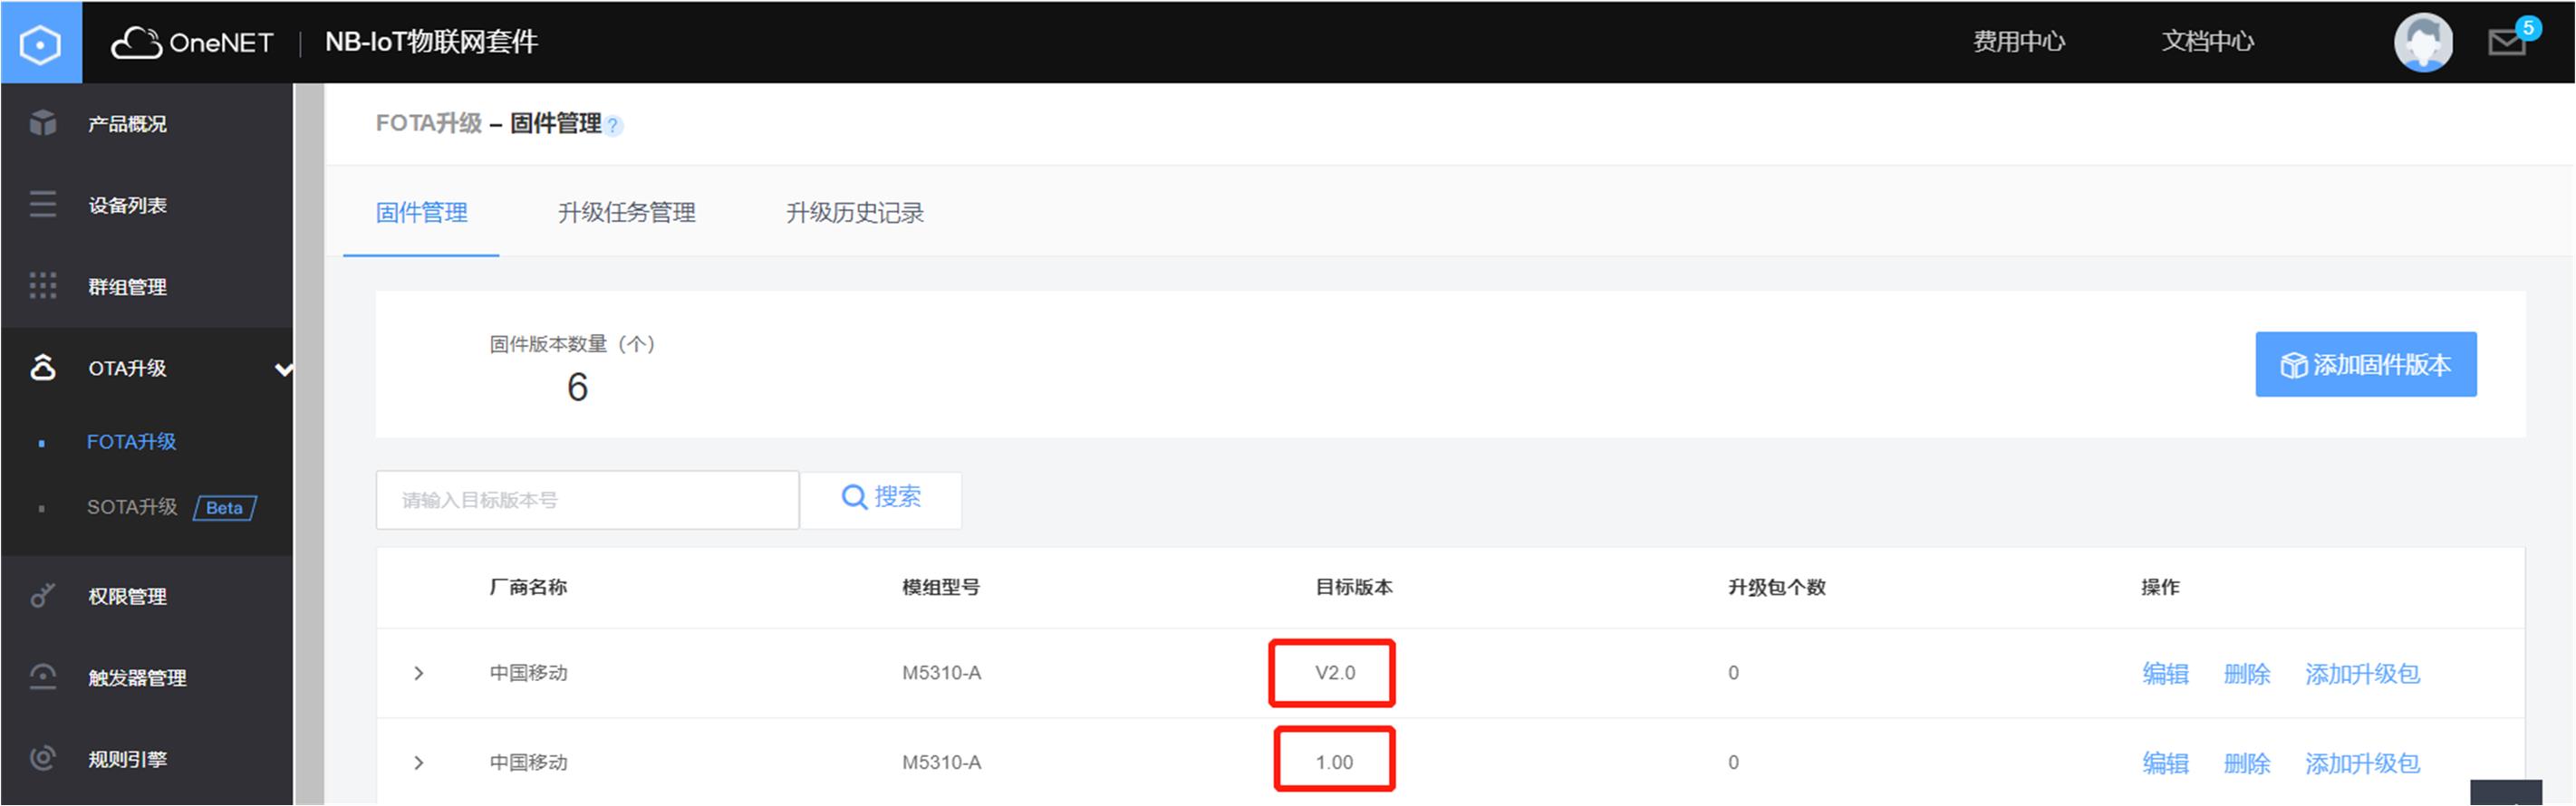 OneNET | NB-IoT物联网套件
费用中心
文档中心
5
产品概况
设备列表
群组管理
OTA升级
FOTA升级
SOTA升级 Beta
权限管理
触发器管理
规则引擎
FOTA升级 – 固件管理 ?
固件管理 升级任务管理 升级历史记录
固件版本数量（个）
6
添加固件版本
请输入目标版本号 搜索
厂商名称 模组型号 目标版本 升级包个数 操作
中国移动 M5310-A V2.0 0 编辑 删除 添加升级包
中国移动 M5310-A 1.00 0 编辑 删除 添加升级包